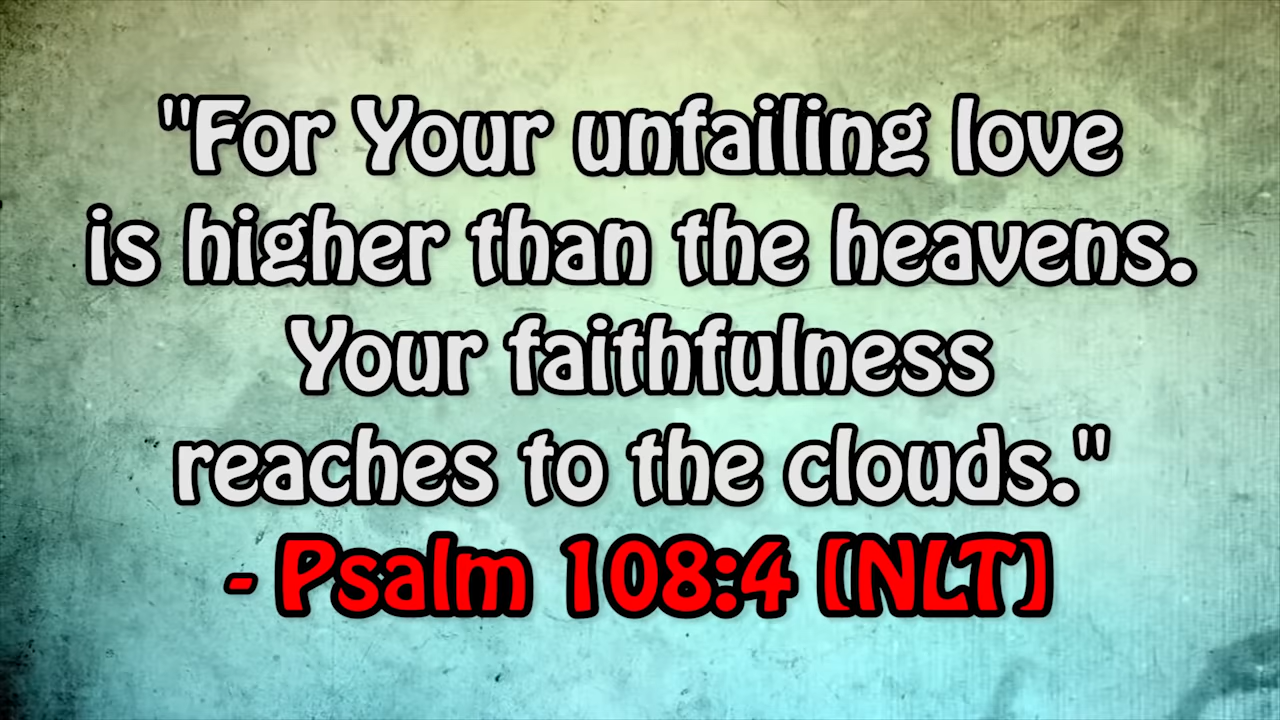 "For Your unfailing love
is higher than the heavens.
Your faithfulness
reaches to the clouds."
- Psalm 108:4 [NLT]